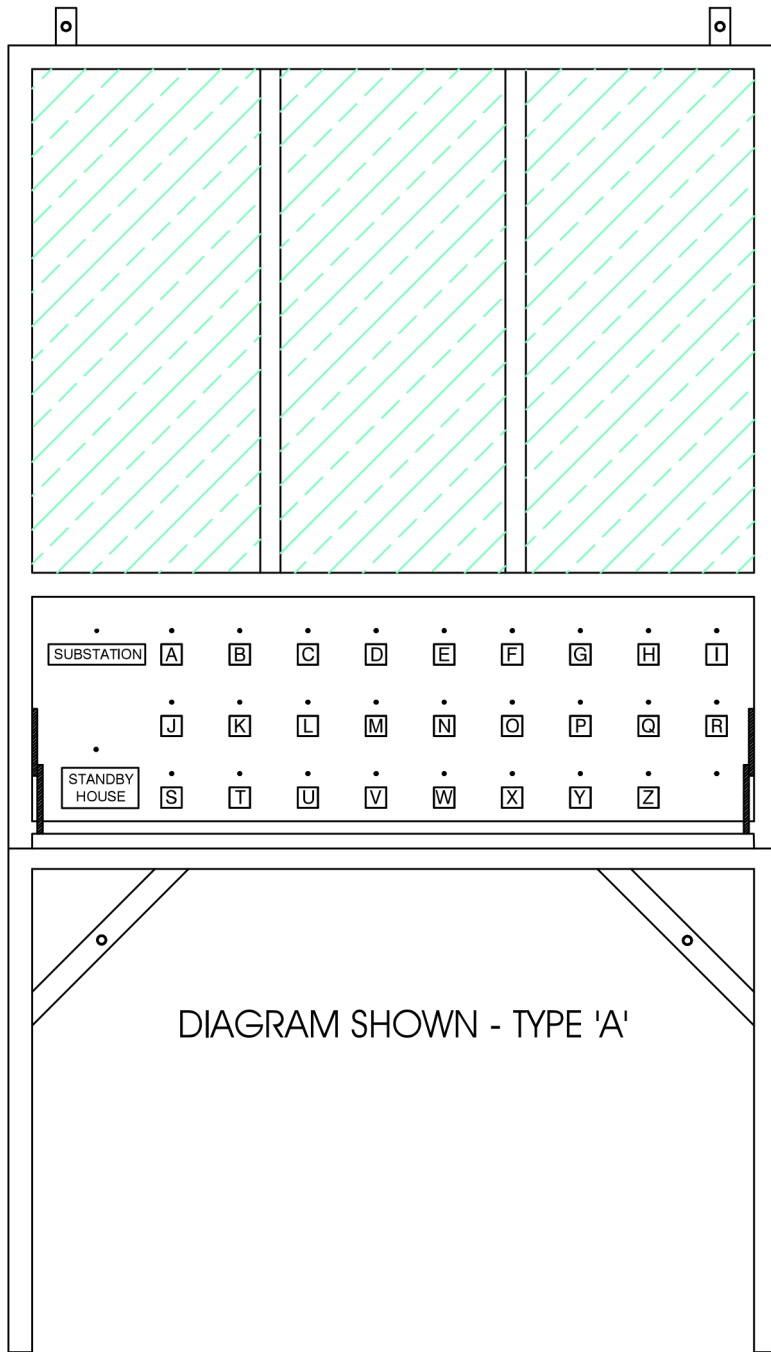 SUBSTATION A B C D E F G H I
J K L M N O P Q R
STANDBY
HOUSE
S T U V W X Y Z
DIAGRAM SHOWN - TYPE 'A'